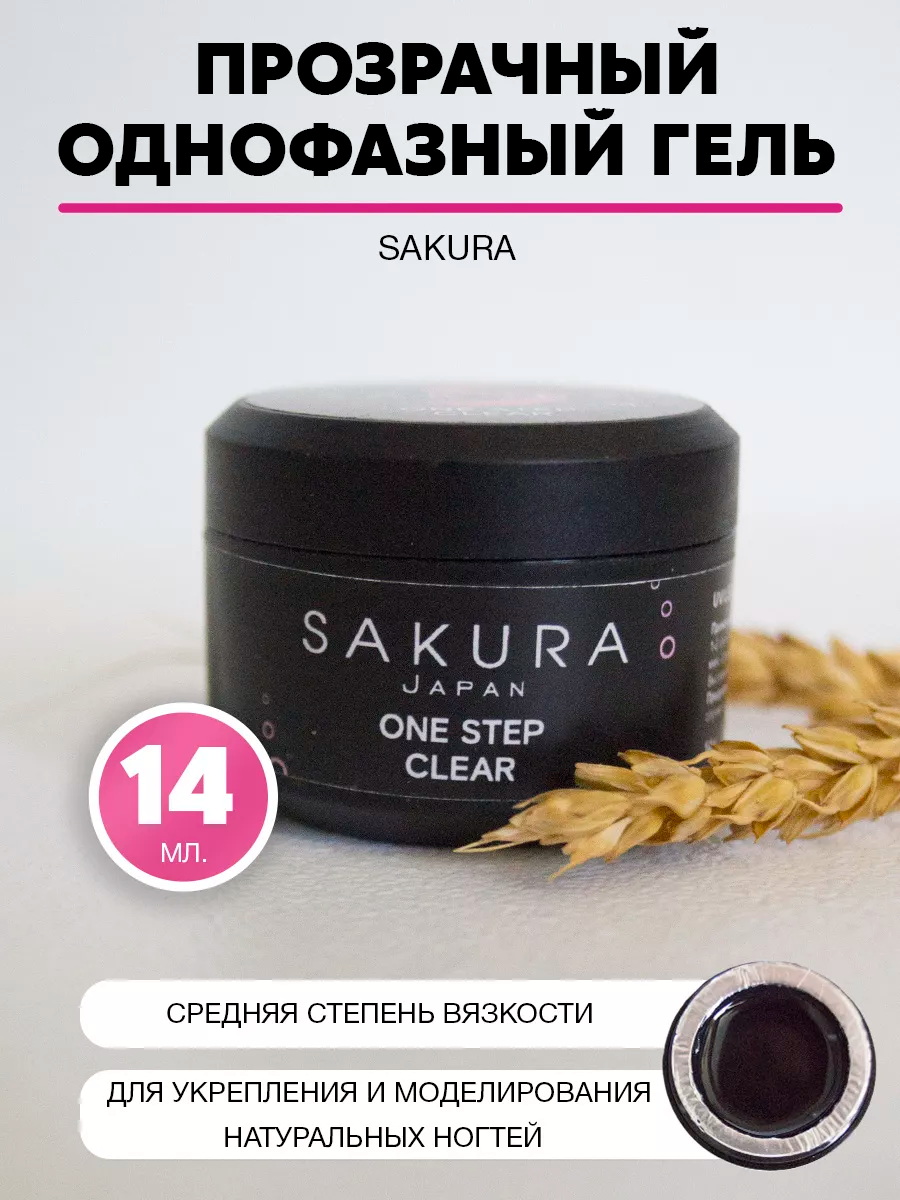 ПРОЗРАЧНЫЙ
ОДНОФАЗНЫЙ ГЕЛЬ
SAKURA
CLEAR
SAKURA
JAPAN
ONE STEP
CLEAR
14
МЛ.
СРЕДНЯЯ СТЕПЕНЬ ВЯЗКОСТИ
ДЛЯ УКРЕПЛЕНИЯ И МОДЕЛИРОВАНИЯ
НАТУРАЛЬНЫХ НОГТЕЙ